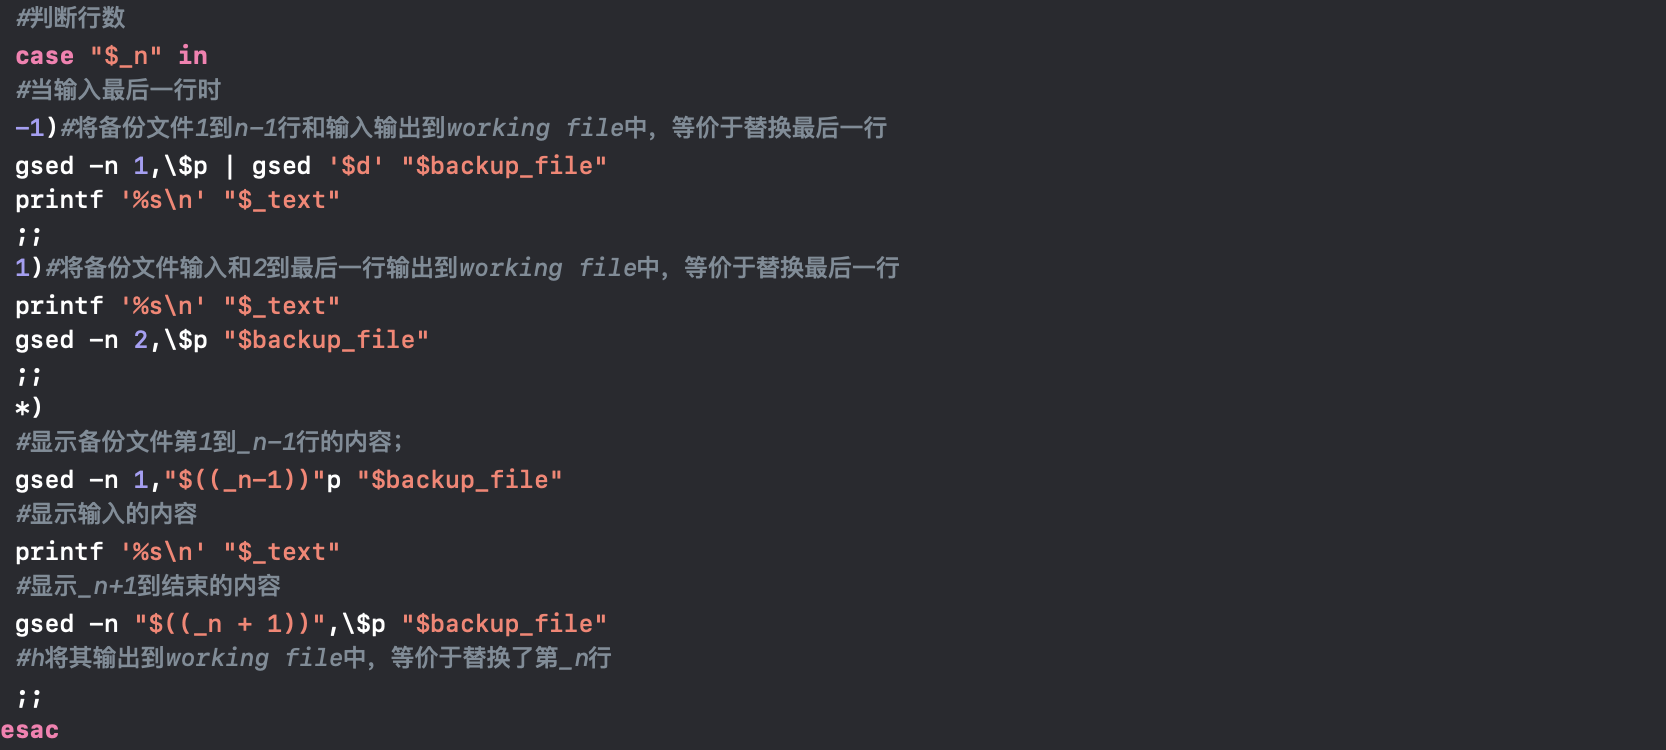 #判断行数
case "$_n" in
#当输入最后一行时
-1)#将备份文件1到n-1行和输入输出到working file中，等价于替换最后一行
gsed -n 1,\$p | gsed '$d' "$backup_file"
printf '%s\n' "$_text"
;;
1)#将备份文件输入和2到最后一行输出到working file中，等价于替换最后一行
printf '%s\n' "$_text"
gsed -n 2,\$p "$backup_file"
;;
*)
#显示备份文件第1到_n-1行的内容；
gsed -n 1,"$((_n-1))"p "$backup_file"
#显示输入的内容
printf '%s\n' "$_text"
#显示_n+1到结束的内容
gsed -n "$((_n + 1))",\$p "$backup_file"
#h将其输出到working file中，等价于替换了第_n行
;;
esac